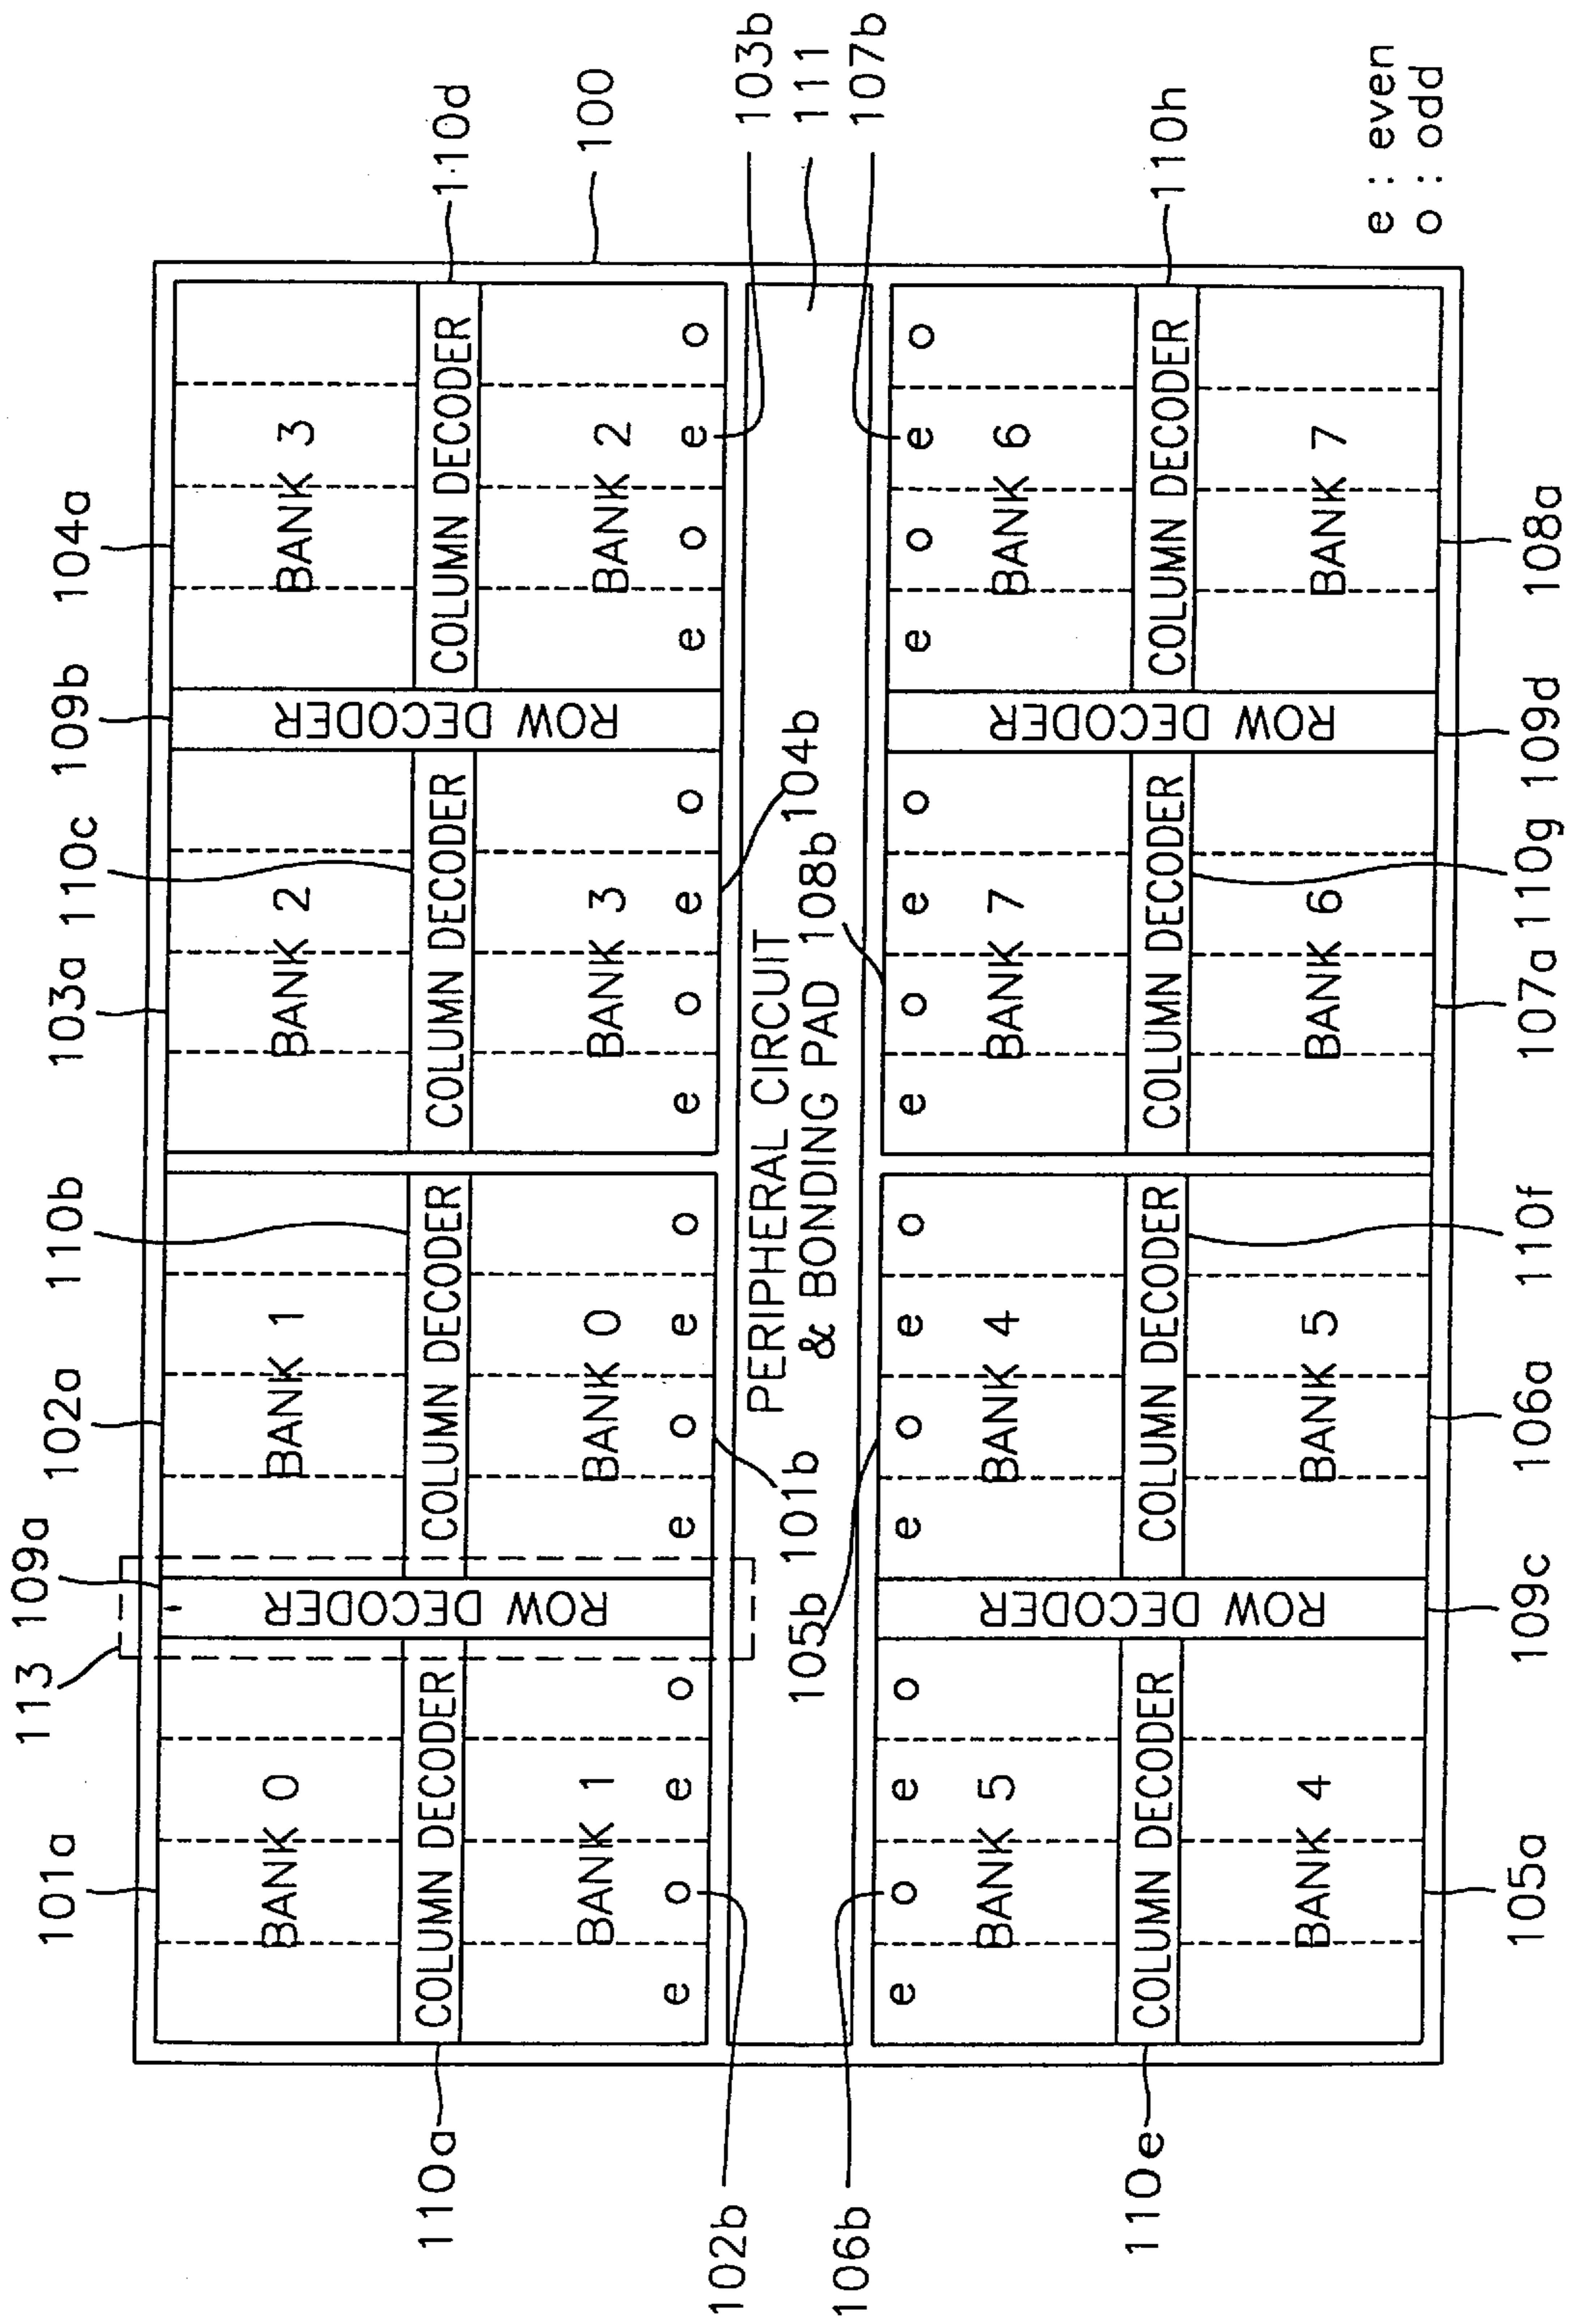 113 109a
101a 102a 110b 103a 110c 109b 104a
BANK 0 BANK 1 BANK 2 BANK 3
110a COLUMN DECODER COLUMN DECODER COLUMN DECODER COLUMN DECODER 110d
ROW DECODER ROW DECODER
100
BANK 1 BANK 0 BANK 3 BANK 2
e o e o e o e o e o e o e o e o
102b PERIPHERAL CIRCUIT 103b
105b 101b & BONDING PAD 108b 104b 111
106b 107b
e o e o e o e o e o e o e o e o
BANK 5 BANK 4 BANK 7 BANK 6
ROW DECODER ROW DECODER
110e COLUMN DECODER COLUMN DECODER COLUMN DECODER COLUMN DECODER 110h
BANK 4 BANK 5 BANK 6 BANK 7
105a 109c 106a 110f 107a 110g 109d 108a
e : even
o : odd